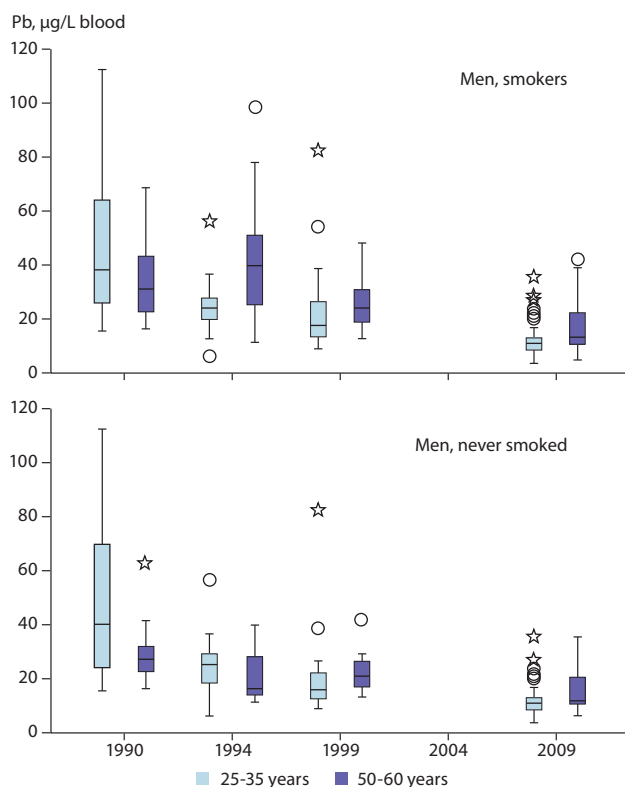 Pb, µg/L blood
120
Men, smokers
100
80
60
40
20
0
120
Men, never smoked
100
80
60
40
20
0
1990 1994 1999 2004 2009
25-35 years 50-60 years